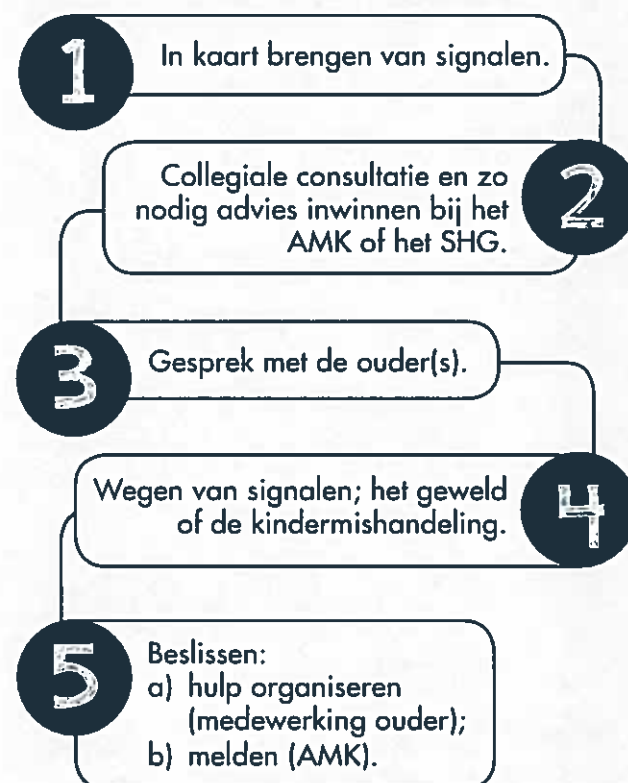 1
In kaart brengen van signalen.
Collegiale consultatie en zo
nodig advies inwinnen bij het
AMK of het SHG.
2
3
Gesprek met de ouder(s).
Wegen van signalen; het geweld
of de kindermishandeling.
4
5
Beslissen:
a) hulp organiseren
(medewerking ouder);
b) melden (AMK).